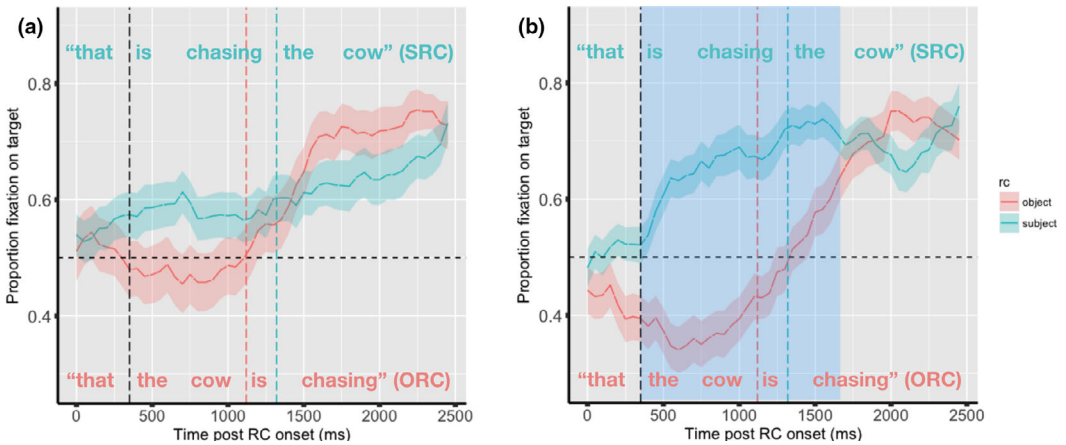 (a)
"that is chasing the cow" (SRC)
0.8
0.6
0.4
Proportion fixation on target
"that the cow is chasing" (ORC)
0 500 1000 1500 2000 2500
Time post RC onset (ms)
(b)
"that is chasing the cow" (SRC)
0.8
0.6
0.4
Proportion fixation on target
"that the cow is chasing" (ORC)
0 500 1000 1500 2000 2500
Time post RC onset (ms)
rc
object
subject